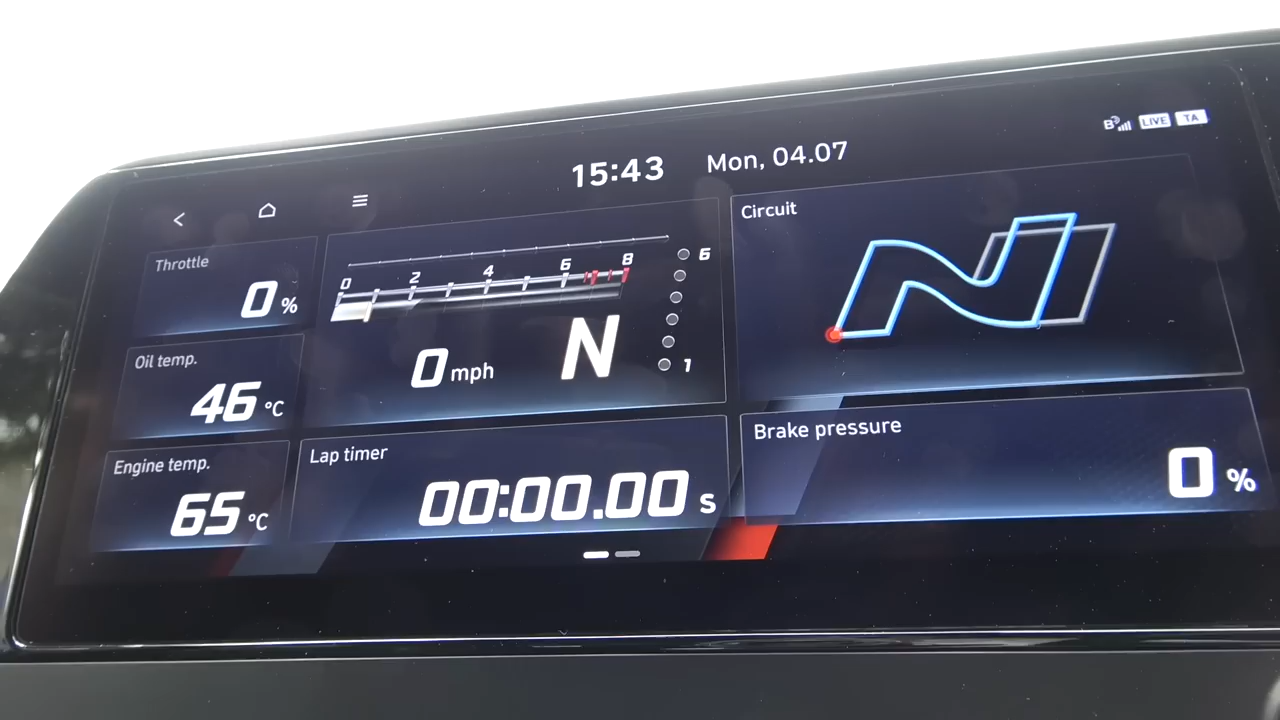 15:43 Mon, 04.07
B LIVE TA
Throttle
0 %
Oil temp.
46 °C
Engine temp.
65 °C
0 2 4 6 8
6
1
0 mph
N
Lap timer
00:00.00 s
Circuit
Brake pressure
0 %